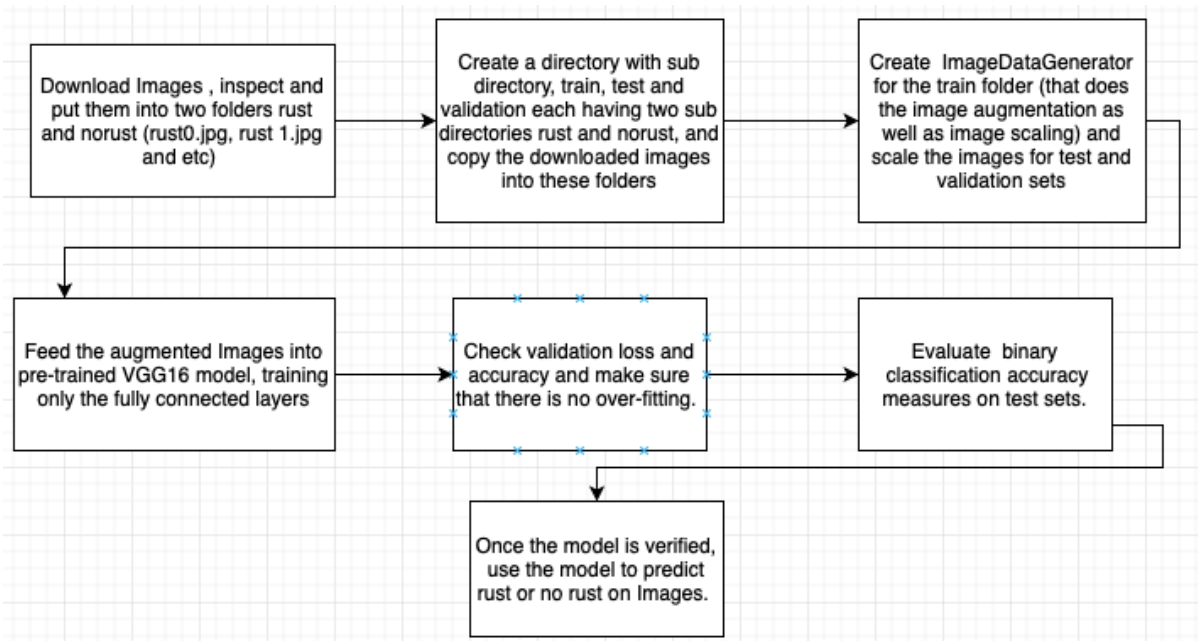 Download Images , inspect and
put them into two folders rust
and norust (rust0.jpg, rust 1.jpg
and etc)
Create a directory with sub
directory, train, test and
validation each having two sub
directories rust and norust, and
copy the downloaded images
into these folders
Create ImageDataGenerator
for the train folder (that does
the image augmentation as
well as image scaling) and
scale the images for test and
validation sets
Feed the augmented Images into
pre-trained VGG16 model, training
only the fully connected layers
Check validation loss and
accuracy and make sure
that there is no over-fitting.
Evaluate binary
classification accuracy
measures on test sets.
Once the model is verified,
use the model to predict
rust or no rust on Images.